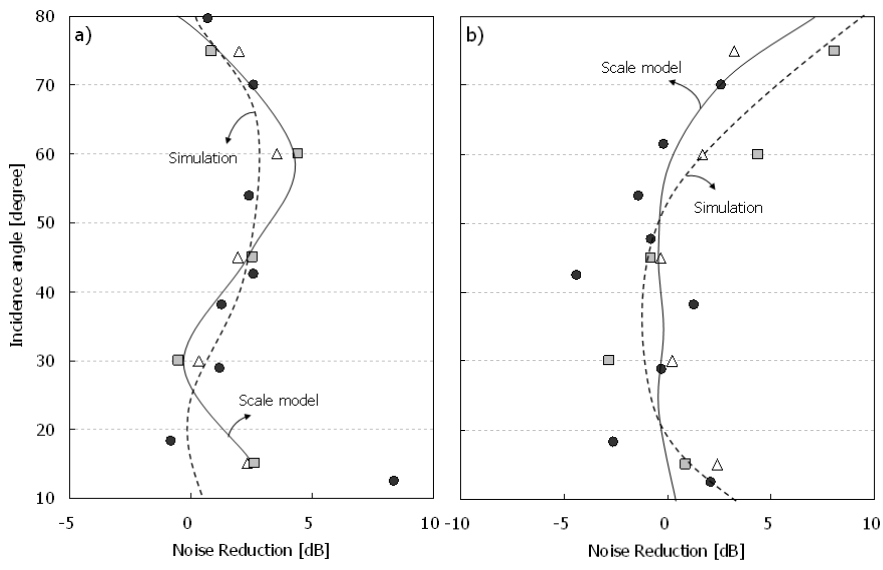 80
70
60
50
40
30
20
10
Incidence angle [degree]
a)
Simulation
Scale model
-5
0
5
10
Noise Reduction [dB]
b)
Scale model
Simulation
-10
-5
0
5
10
Noise Reduction [dB]